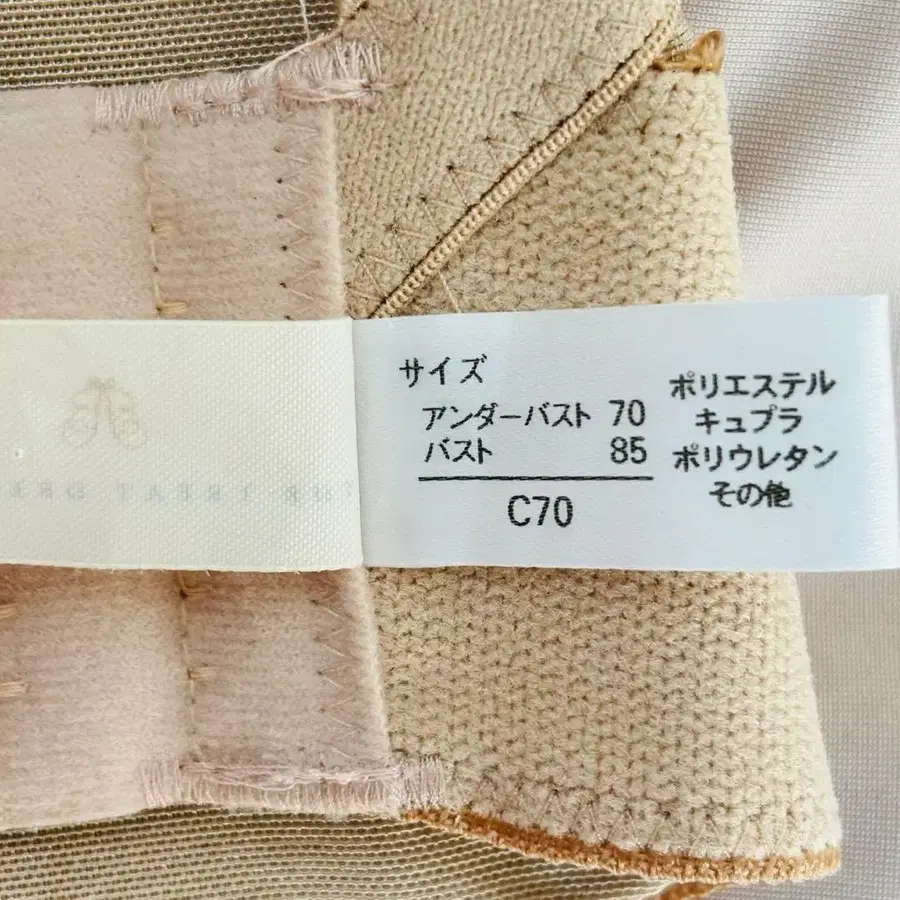 サイズ
アンダーバスト 70
バスト 85
C70
ポリエステル
キュプラ
ポリウレタン
その他